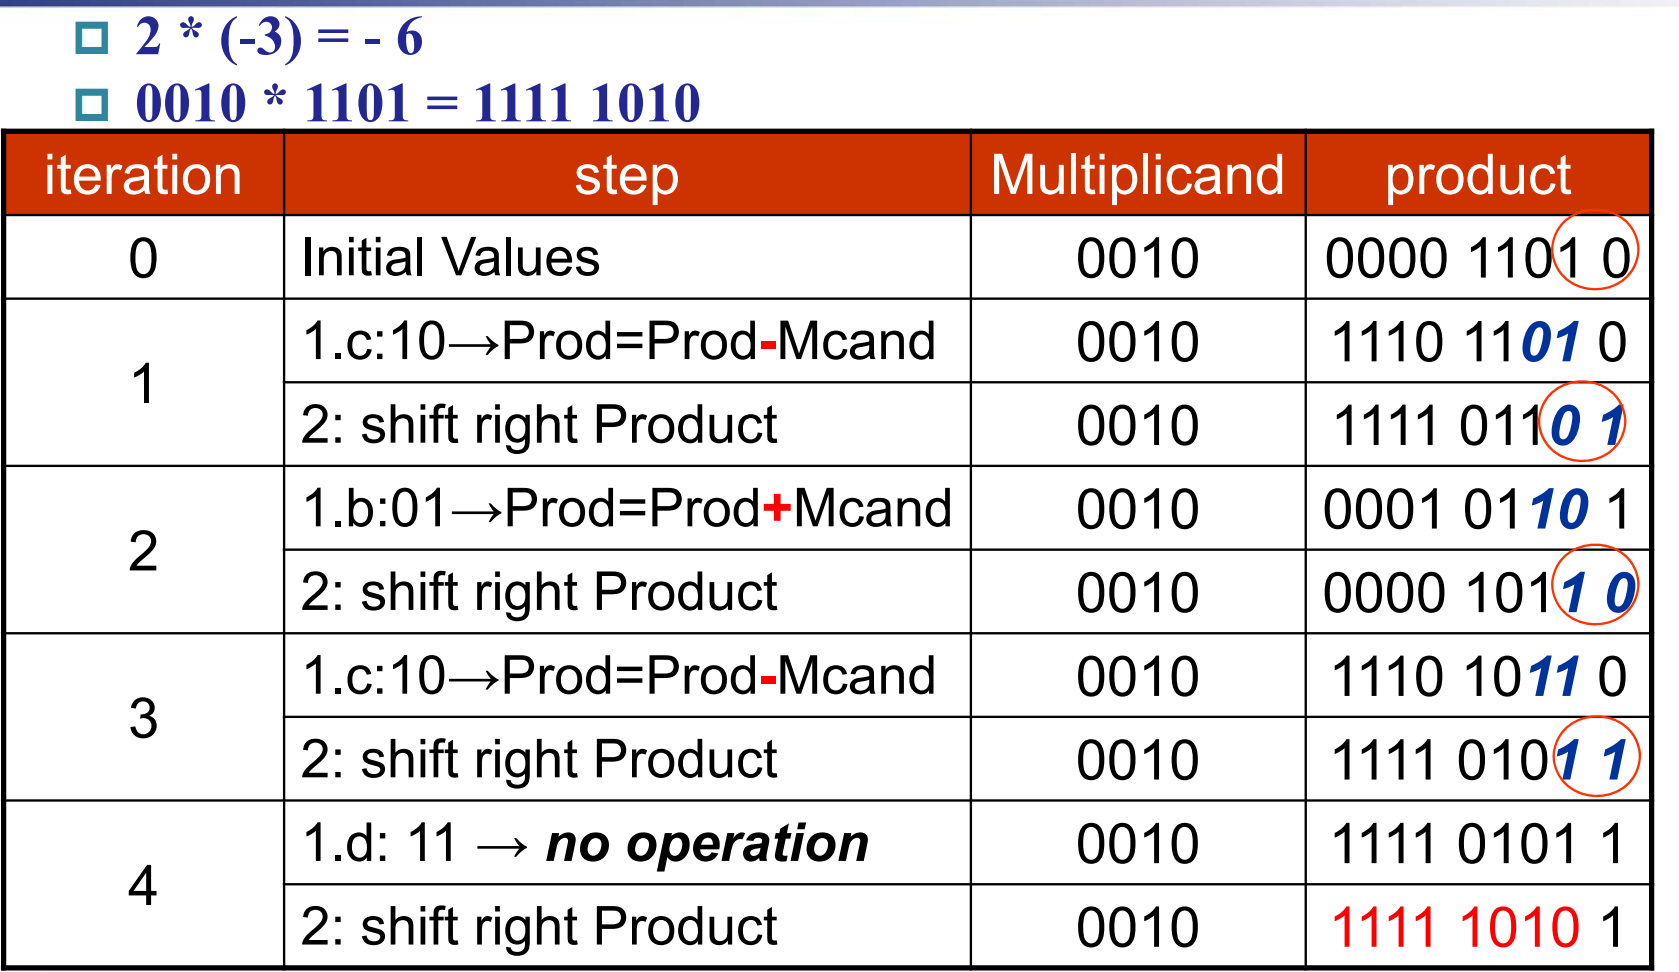 2 * (-3) = - 6
0010 * 1101 = 1111 1010
iteration step Multiplicand product
0 Initial Values 0010 0000 1101 0
1 1.c:10→Prod=Prod-Mcand 0010 1110 1101 0
2: shift right Product 0010 1111 0110 1
2 1.b:01→Prod=Prod+Mcand 0010 0001 0110 1
2: shift right Product 0010 0000 1011 0
3 1.c:10→Prod=Prod-Mcand 0010 1110 1011 0
2: shift right Product 0010 1111 0101 1
4 1.d: 11 → no operation 0010 1111 0101 1
2: shift right Product 0010 1111 1010 1